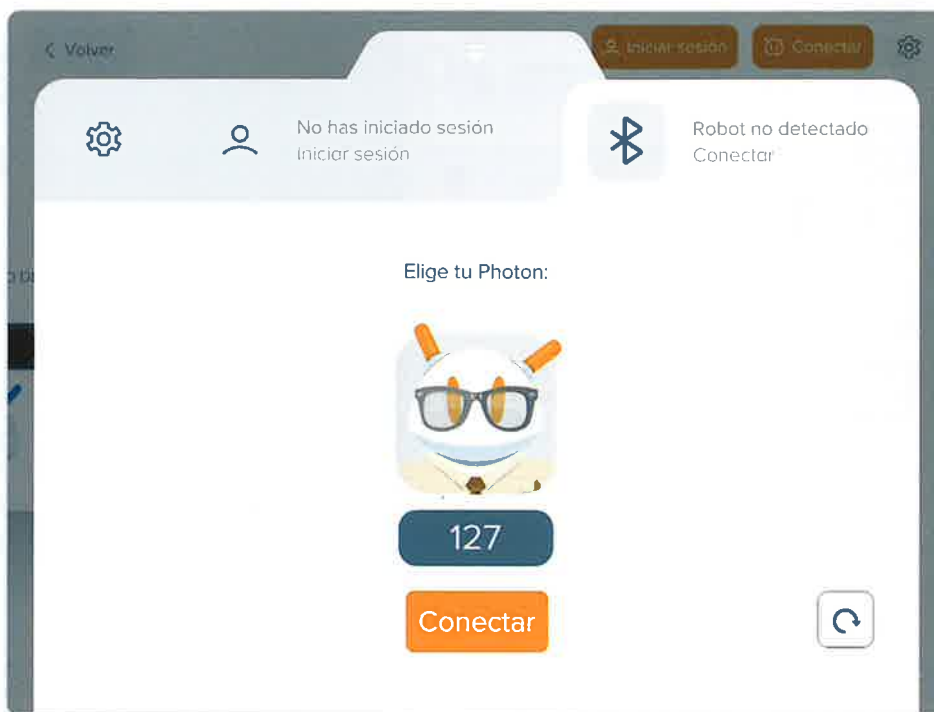 Volver
Iniciar sesión
Conectar
No has iniciado sesión
Iniciar sesión
Robot no detectado
Conectar
Elige tu Photon:
127
Conectar